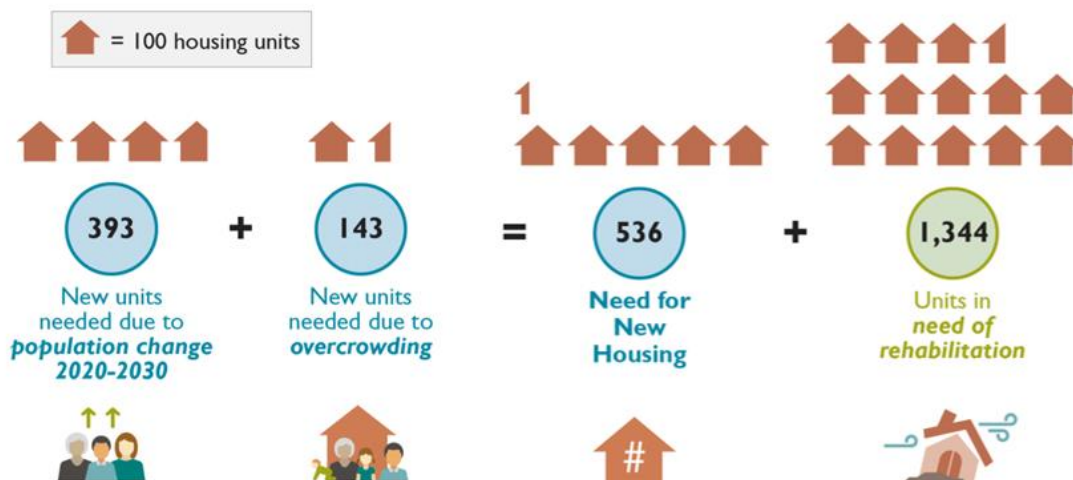 = 100 housing units
393
+
143
=
536
+
1,344
New units
needed due to
population change
2020-2030
New units
needed due to
overcrowding
Need for
New
Housing
Units in
need of
rehabilitation
#